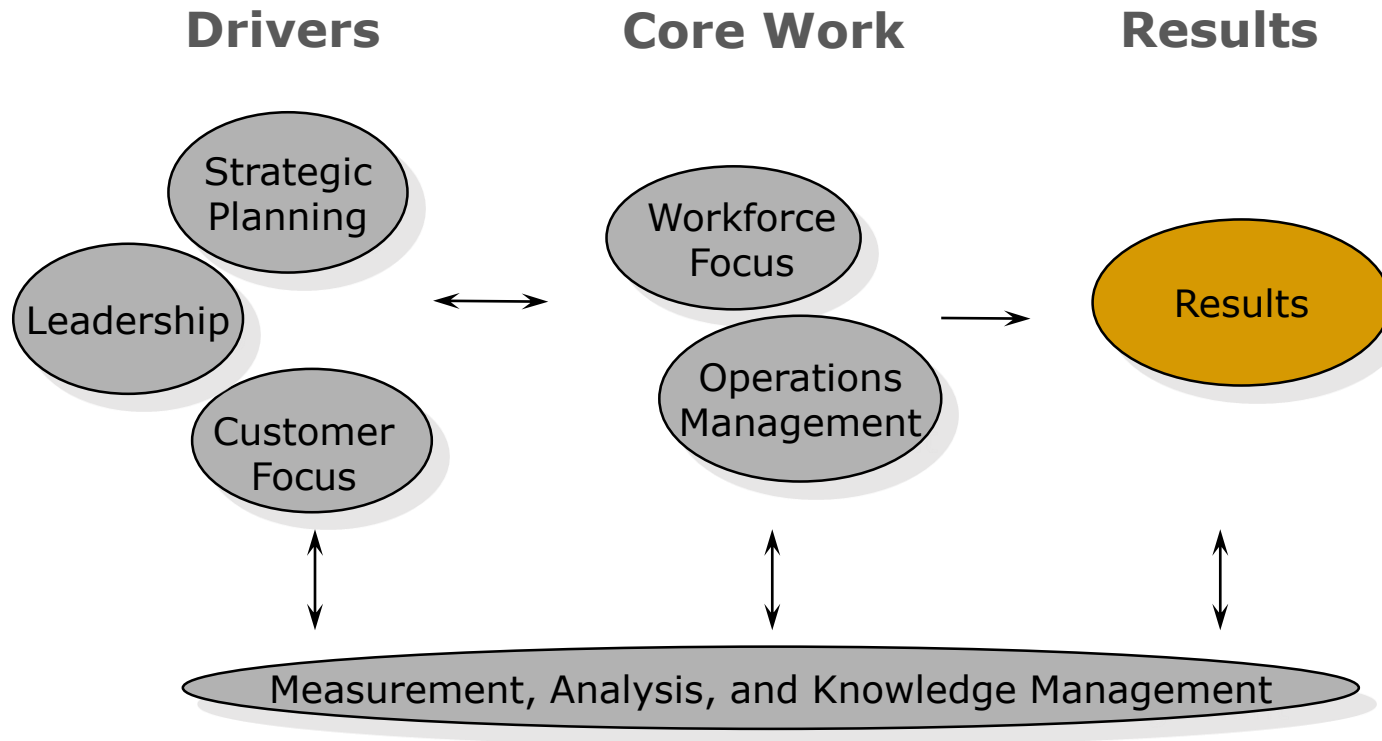 Drivers
Core Work
Results
Strategic
Planning
Leadership
Customer
Focus
Workforce
Focus
Operations
Management
Results
Measurement, Analysis, and Knowledge Management